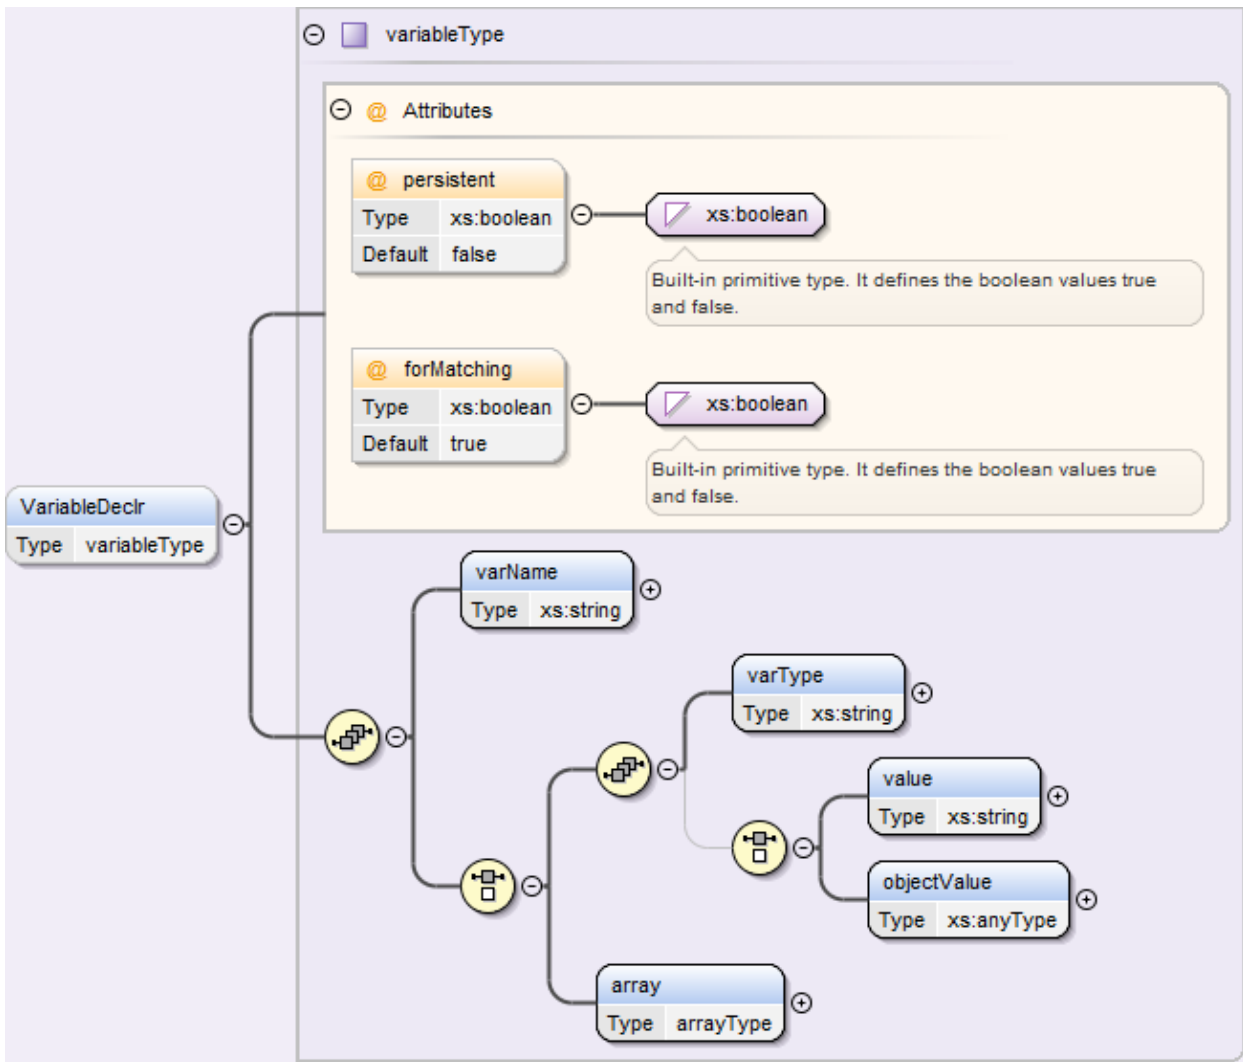 variableType
@ Attributes
@ persistent
Type xs:boolean
Default false
xs:boolean
Built-in primitive type. It defines the boolean values true
and false.
@ forMatching
Type xs:boolean
Default true
xs:boolean
Built-in primitive type. It defines the boolean values true
and false.
VariableDeclr
Type variableType
varName
Type xs:string
varType
Type xs:string
value
Type xs:string
objectValue
Type xs:anyType
array
Type arrayType